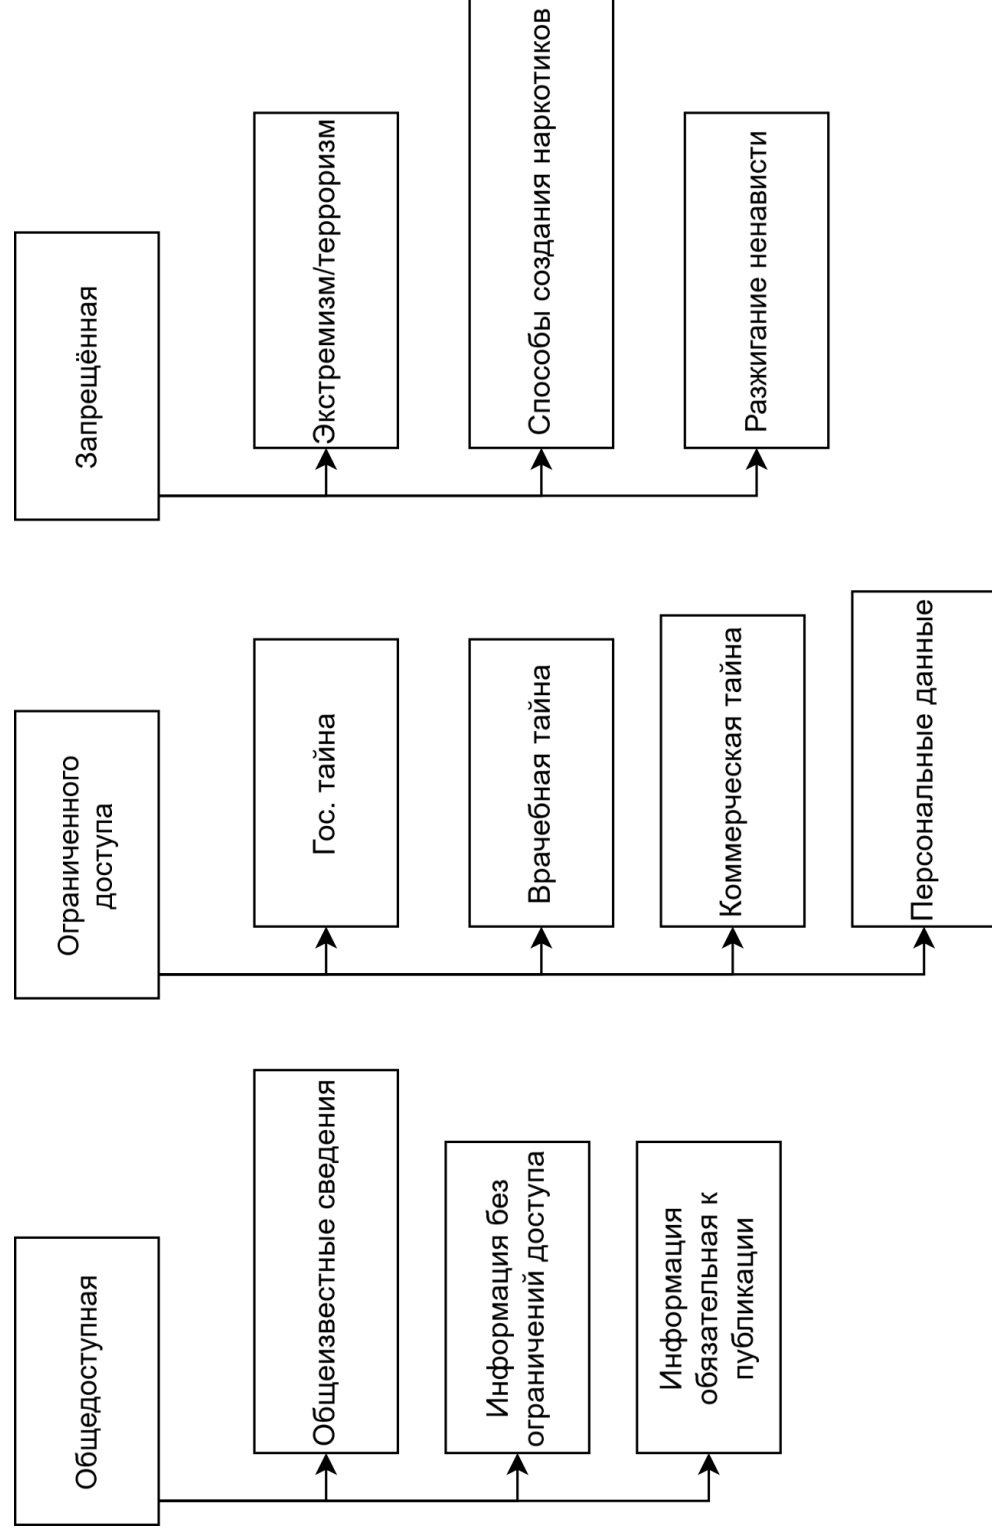 Общедоступная
Общеизвестные сведения
Информация без
ограничений доступа
Информация
обязательная к
публикации
Ограниченного
доступа
Гос. тайна
Врачебная тайна
Коммерческая тайна
Персональные данные
Запрещённая
Экстремизм/терроризм
Способы создания наркотиков
Разжигание ненависти